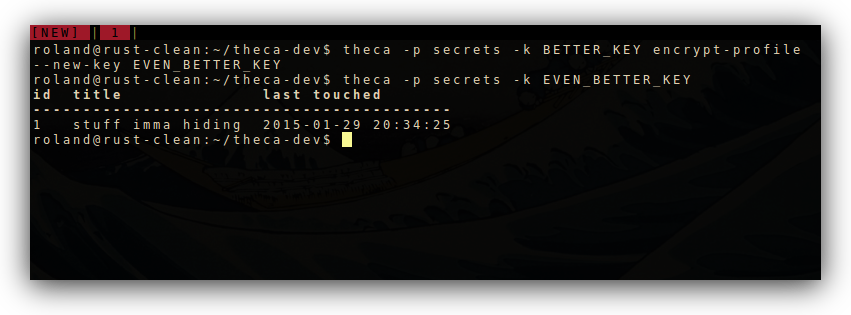 [NEW] | 1 |
roland@rust-clean:~/theca-dev$ theca -p secrets -k BETTER_KEY encrypt-profile
--new-key EVEN_BETTER_KEY
roland@rust-clean:~/theca-dev$ theca -p secrets -k EVEN_BETTER_KEY
id  title              last touched
------------------------------------------
1   stuff imma hiding  2015-01-29 20:34:25
roland@rust-clean:~/theca-dev$